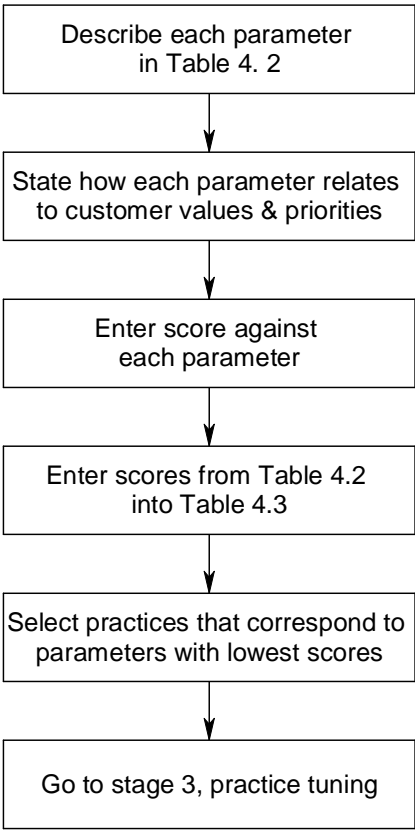 Describe each parameter
in Table 4. 2
State how each parameter relates
to customer values & priorities
Enter score against
each parameter
Enter scores from Table 4.2
into Table 4.3
Select practices that correspond to
parameters with lowest scores
Go to stage 3, practice tuning